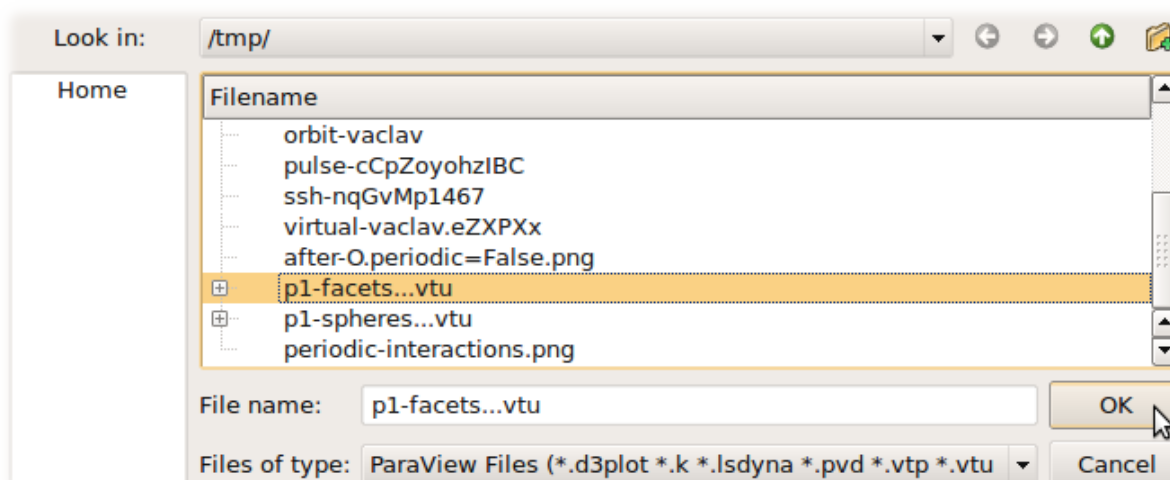 Look in: /tmp/
Home
Filename
orbit-vaclav
pulse-cCpZoyohzIBC
ssh-nqGvMp1467
virtual-vaclav.eZXPXx
after-O.periodic=False.png
p1-facets...vtu
p1-spheres...vtu
periodic-interactions.png
File name: p1-facets...vtu OK
Files of type: ParaView Files (*.d3plot *.k *.lsdyna *.pvd *.vtp *.vtu Cancel